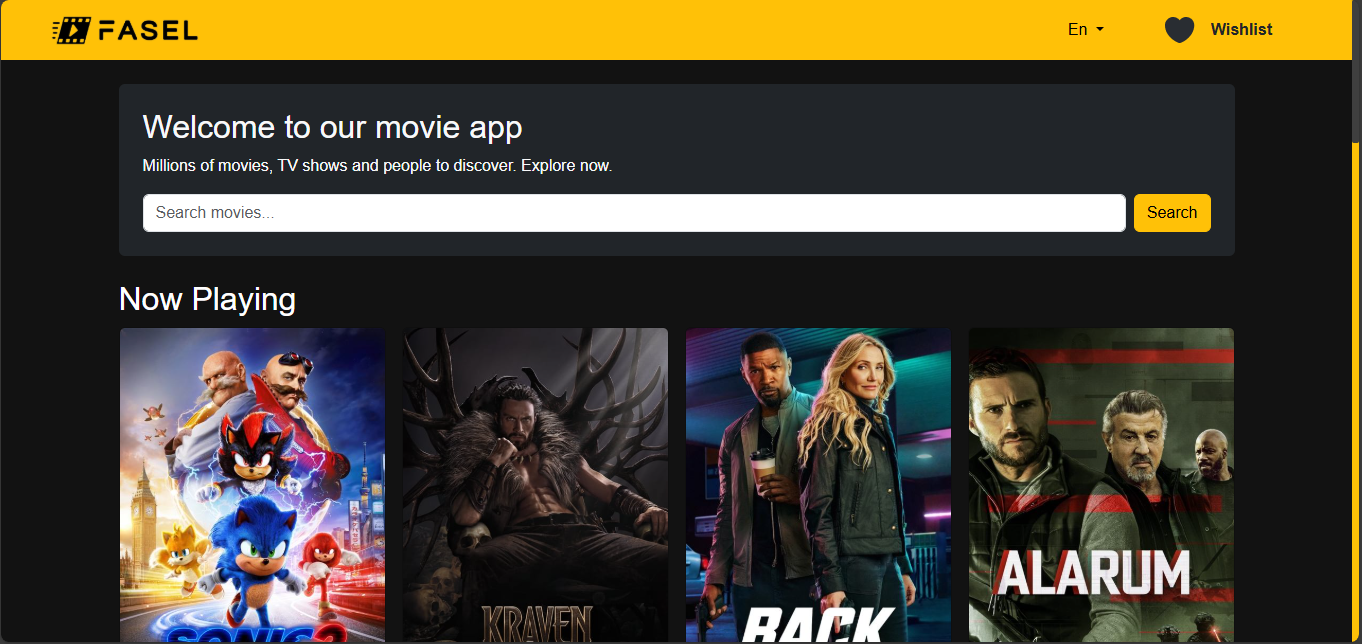 FASEL
En
Wishlist
Welcome to our movie app
Millions of movies, TV shows and people to discover. Explore now.
Search movies...
Search
Now Playing
SONIC 3
KRAVEN
BACK
ALARUM